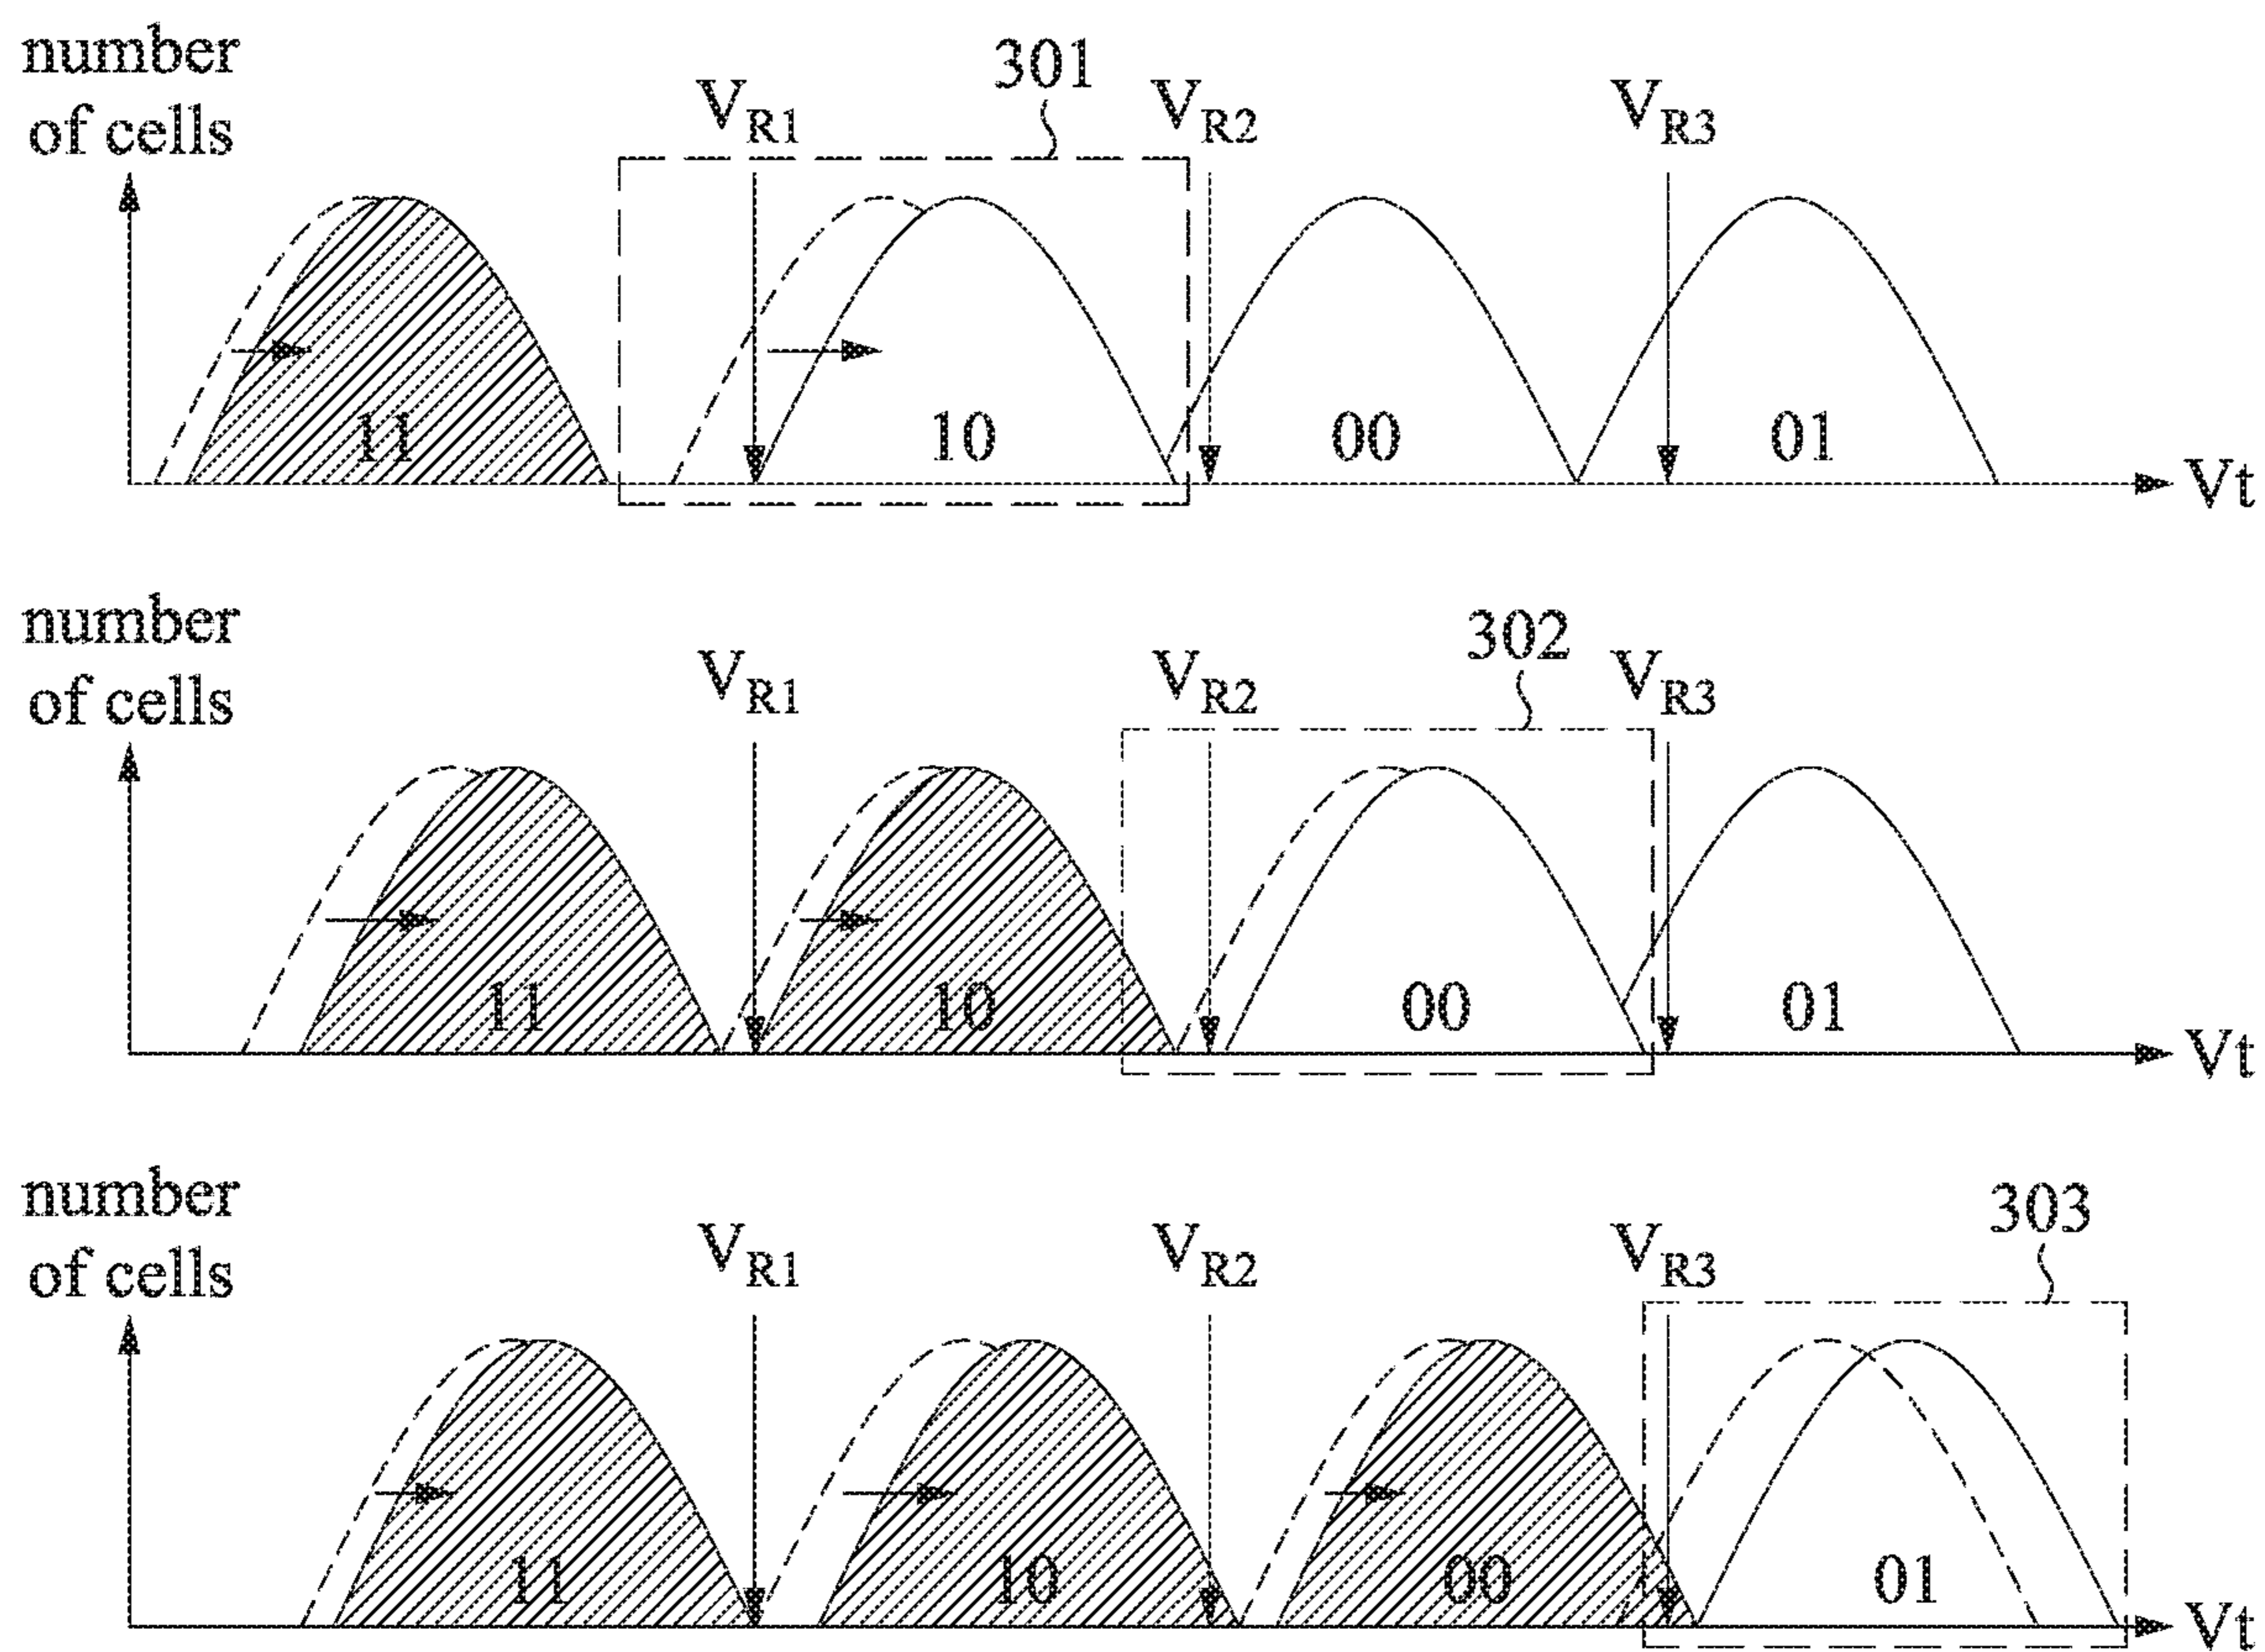 number
of cells
301
VR1
VR2
VR3
11
10
00
01
Vt
number
of cells
302
VR1
VR2
VR3
11
10
00
01
Vt
number
of cells
303
VR1
VR2
VR3
11
10
00
01
Vt